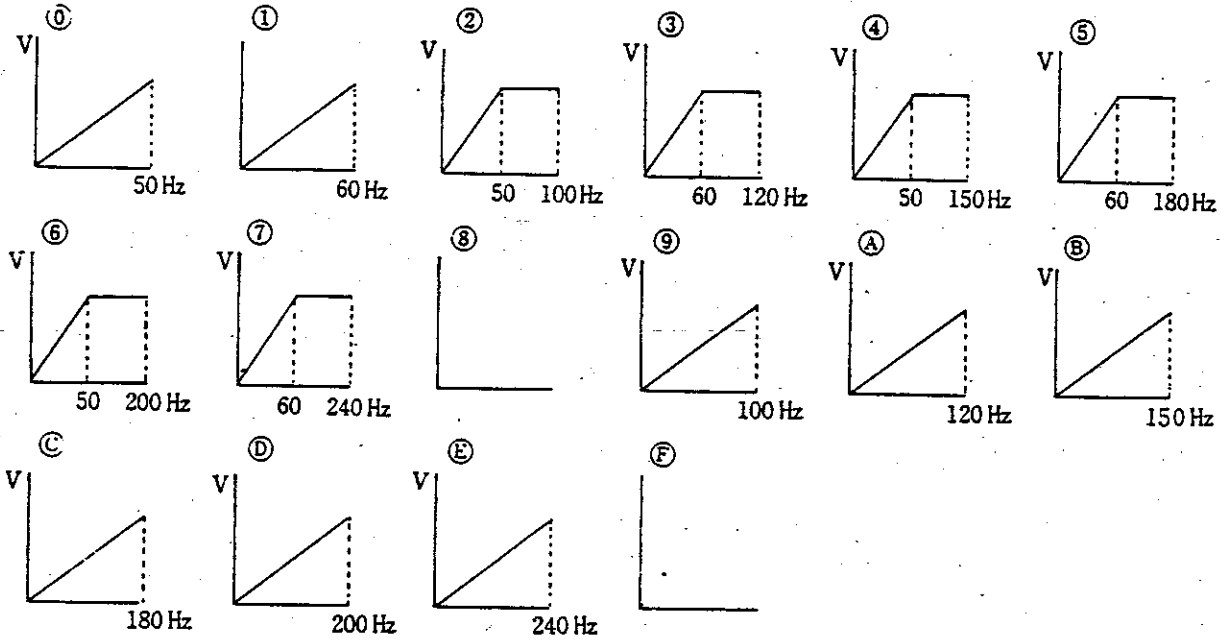 ⓪ ① ② ③ ④ ⑤
V V V V V
50 Hz 60 Hz 50 100 Hz 60 120 Hz 50 150 Hz 60 180 Hz
⑥ ⑦ ⑧ ⑨ Ⓐ Ⓑ
V V V V V
50 200 Hz 60 240 Hz 100 Hz 120 Hz 150 Hz
Ⓒ Ⓓ Ⓔ Ⓕ
V V V
180 Hz 200 Hz 240 Hz